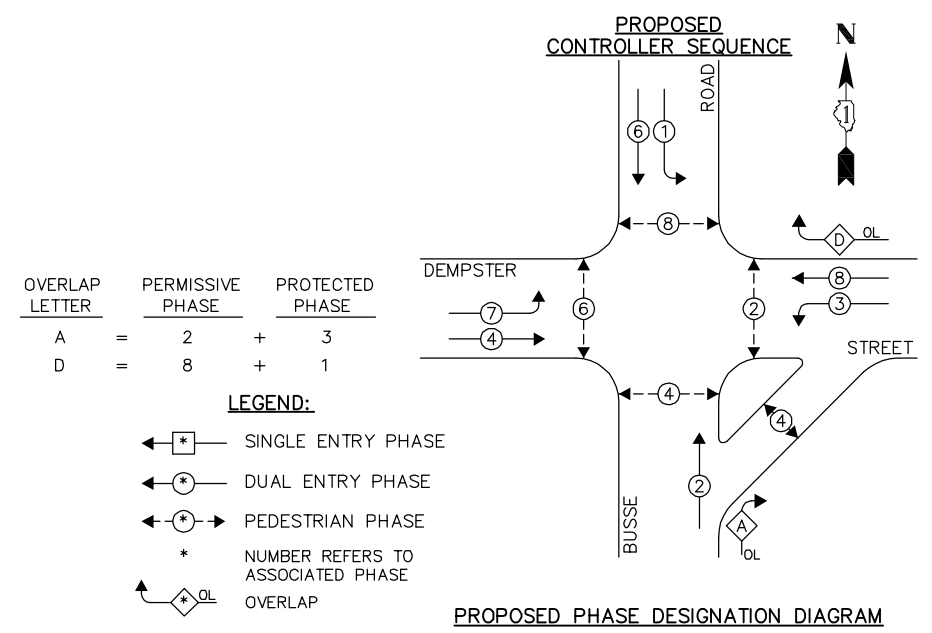 PROPOSED
CONTROLLER SEQUENCE
N
1
ROAD
6 1
8
D OL
DEMPSTER
8
3
7
4
6
2
STREET
4
4
2
BUSSE
A
OL
OVERLAP LETTER PERMISSIVE PHASE PROTECTED PHASE
A = 2 + 3
D = 8 + 1
LEGEND:
* SINGLE ENTRY PHASE
* DUAL ENTRY PHASE
* PEDESTRIAN PHASE
* NUMBER REFERS TO
ASSOCIATED PHASE
* OL OVERLAP
PROPOSED PHASE DESIGNATION DIAGRAM